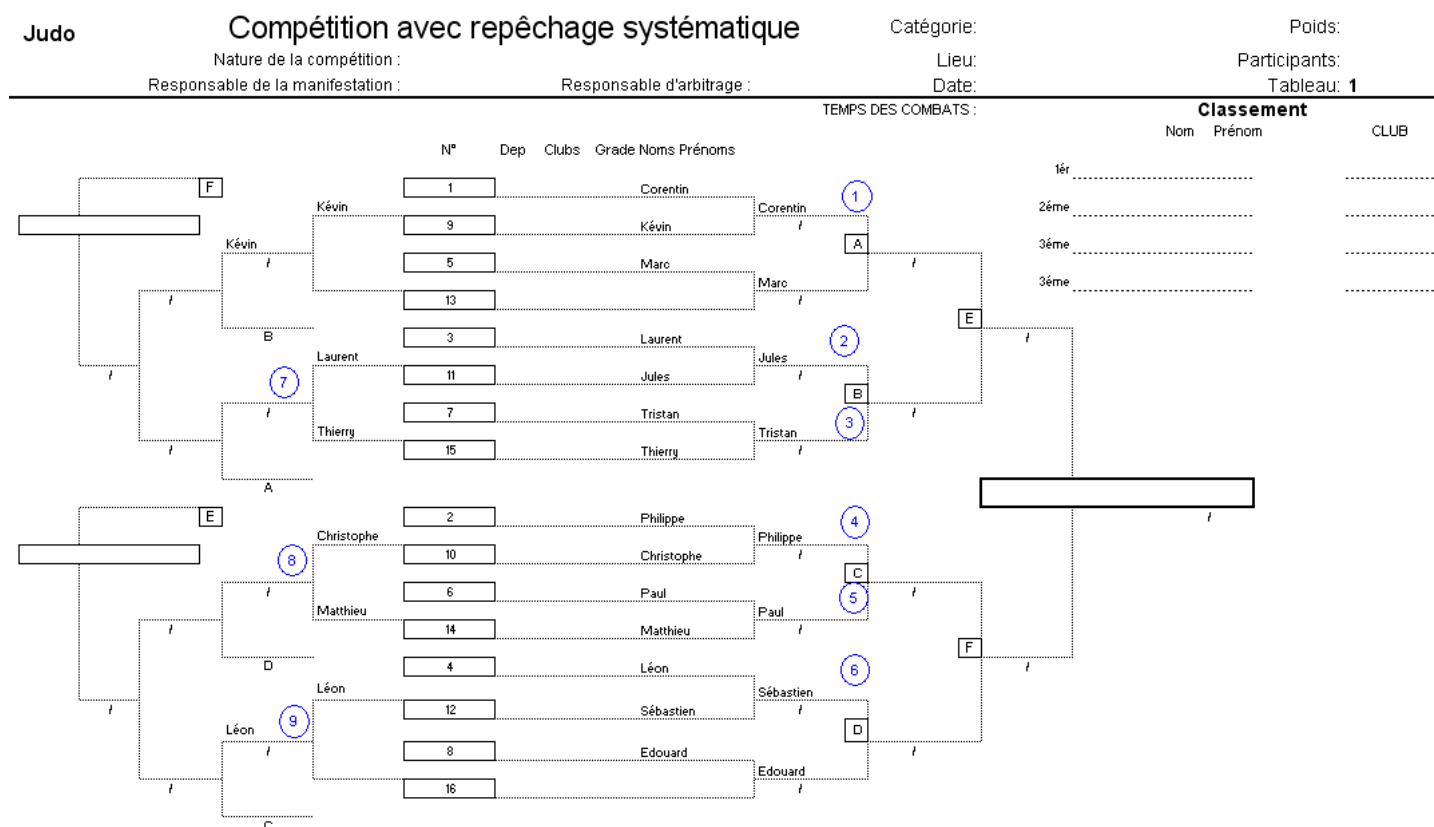 Judo Compétition avec repêchage systématique Catégorie: Poids:
Nature de la compétition : Lieu: Participants:
Responsable de la manifestation : Responsable d'arbitrage : Date: Tableau: 1
TEMPS DES COMBATS : Classement
Nom Prénom CLUB
N° Dep Clubs Grade Noms Prénoms
1ér
F 1 Corentin 1
Kévin Corentin 2éme
9 Kévin /
Kévin A 3éme
/ 5 Marc /
Marc 3éme
/ 13 /
E
B 3 Laurent 2 /
Laurent Jules
/ 7 11 Jules /
B
/ 7 Tristan 3 /
Thierry Tristan
/ 15 Thierry /
A
E 2 Philippe 4 /
Christophe Philippe
8 10 Christophe /
C
/ 6 Paul 5 /
Matthieu Paul
/ 14 Matthieu /
F
D 4 Léon 6 /
Léon Sébastien
/ 9 12 Sébastien /
Léon D
/ 8 Edouard /
Edouard
/ 16 /
C